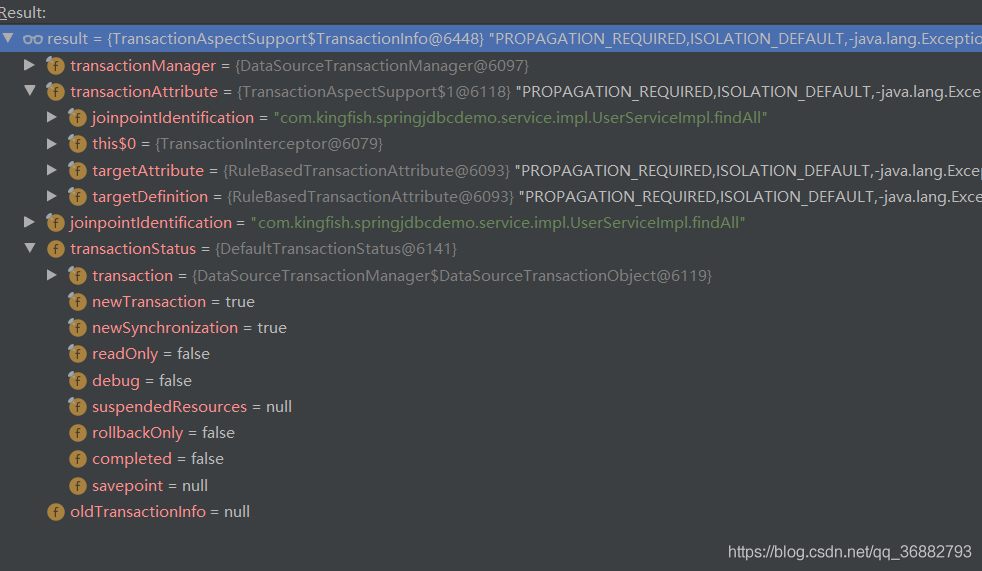 Result:
result = {TransactionAspectSupport$TransactionInfo@6448} "PROPAGATION_REQUIRED,ISOLATION_DEFAULT,-java.lang.Exceptio
transactionManager = {DataSourceTransactionManager@6097}
transactionAttribute = {TransactionAspectSupport$1@6118} "PROPAGATION_REQUIRED,ISOLATION_DEFAULT,-java.lang.Exce
joinpointIdentification = "com.kingfish.springjdbcdemo.service.impl.UserServiceImpl.findAll"
this$0 = {TransactionInterceptor@6079}
targetAttribute = {RuleBasedTransactionAttribute@6093} "PROPAGATION_REQUIRED,ISOLATION_DEFAULT,-java.lang.Exce
targetDefinition = {RuleBasedTransactionAttribute@6093} "PROPAGATION_REQUIRED,ISOLATION_DEFAULT,-java.lang.Exce
joinpointIdentification = "com.kingfish.springjdbcdemo.service.impl.UserServiceImpl.findAll"
transactionStatus = {DefaultTransactionStatus@6141}
transaction = {DataSourceTransactionManager$DataSourceTransactionObject@6119}
newTransaction = true
newSynchronization = true
readOnly = false
debug = false
suspendedResources = null
rollbackOnly = false
completed = false
savepoint = null
oldTransactionInfo = null
https://blog.csdn.net/qq_36882793